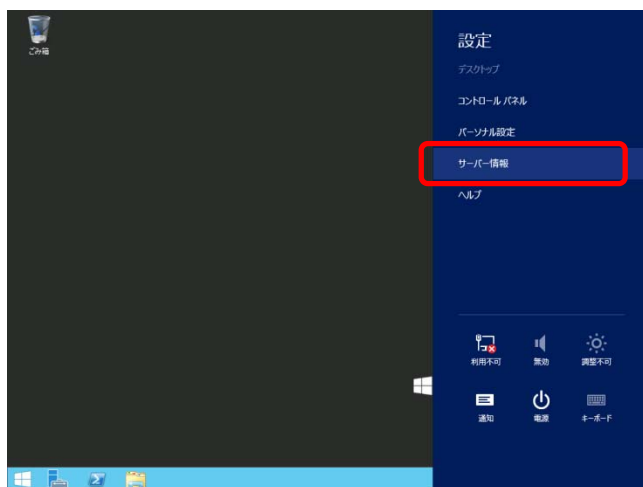 ごみ箱
設定
デスクトップ
コントロール パネル
パーソナル設定
サーバー情報
ヘルプ
利用不可
無効
調整不可
通知
電源
キーボード